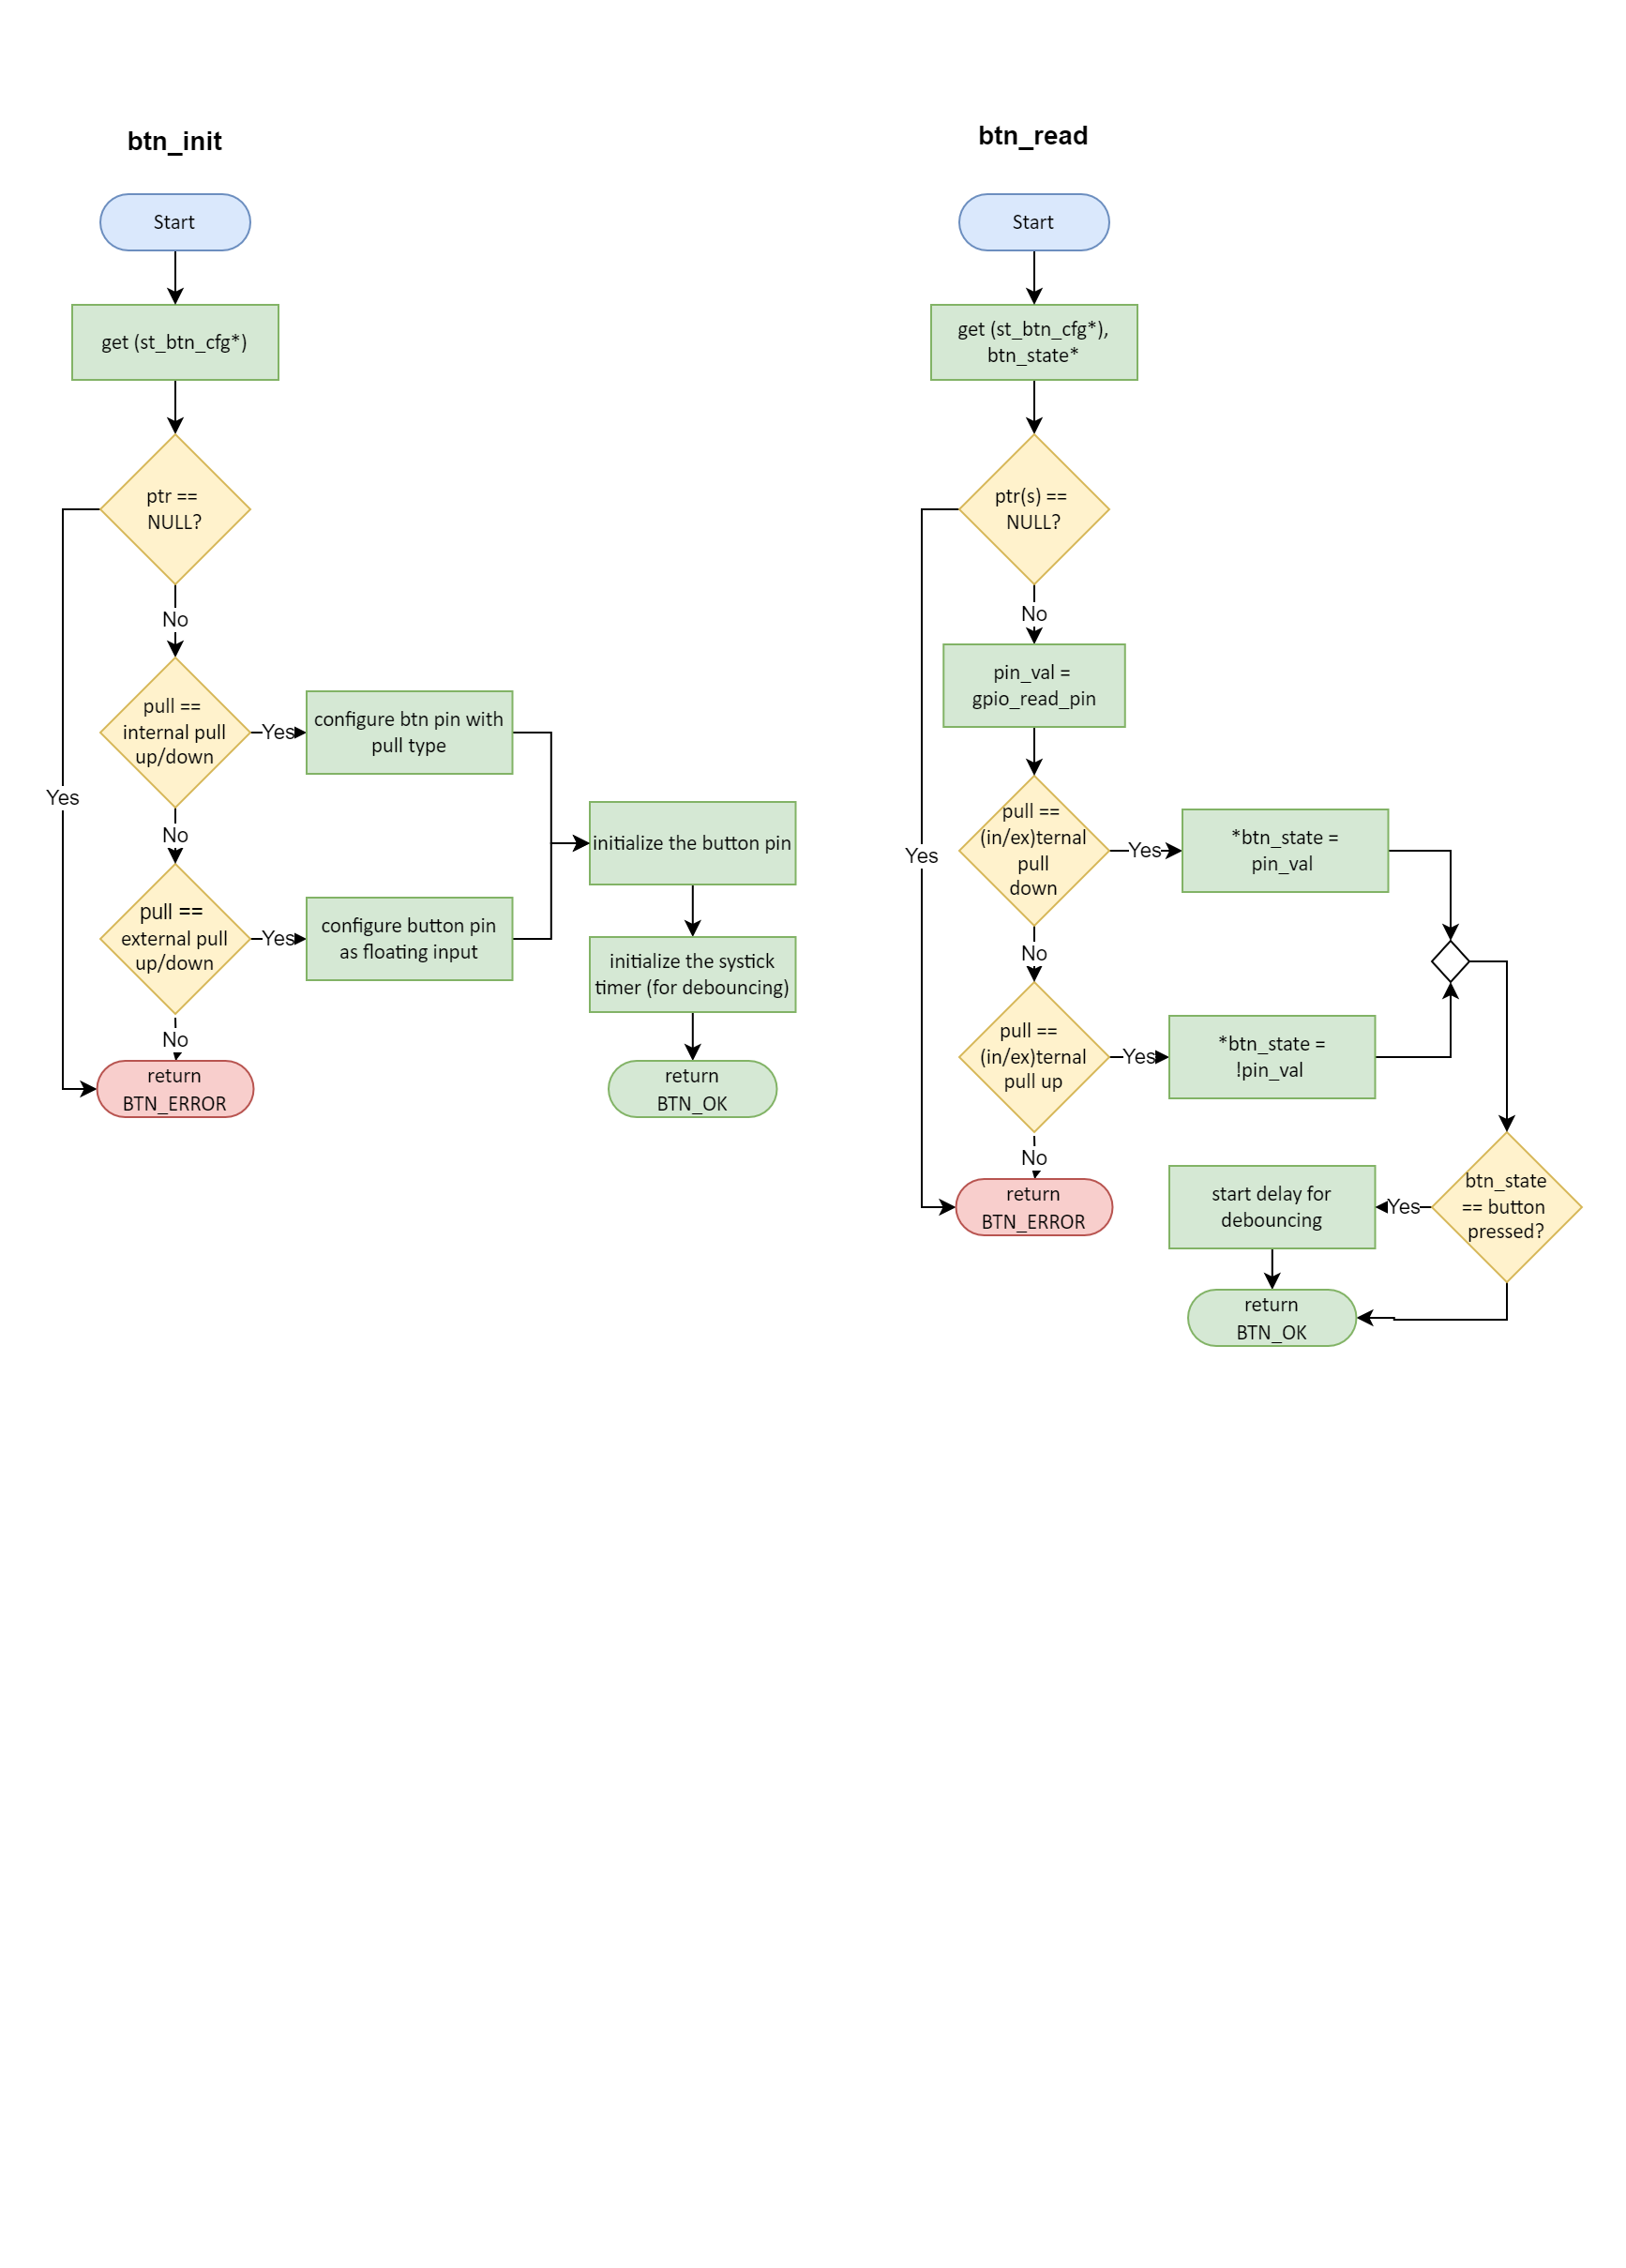 btn_init
Start
get (st_btn_cfg*)
ptr ==
NULL?
No
Yes
pull ==
internal pull
up/down
Yes
configure btn pin with
pull type
No
pull ==
external pull
up/down
Yes
configure button pin
as floating input
No
return
BTN_ERROR
initialize the button pin
initialize the systick
timer (for debouncing)
return
BTN_OK
btn_read
Start
get (st_btn_cfg*),
btn_state*
ptr(s) ==
NULL?
No
Yes
pin_val =
gpio_read_pin
pull ==
(in/ex)ternal
pull
down
Yes
*btn_state =
pin_val
No
pull ==
(in/ex)ternal
pull up
Yes
*btn_state =
!pin_val
No
return
BTN_ERROR
btn_state
== button
pressed?
Yes
start delay for
debouncing
return
BTN_OK